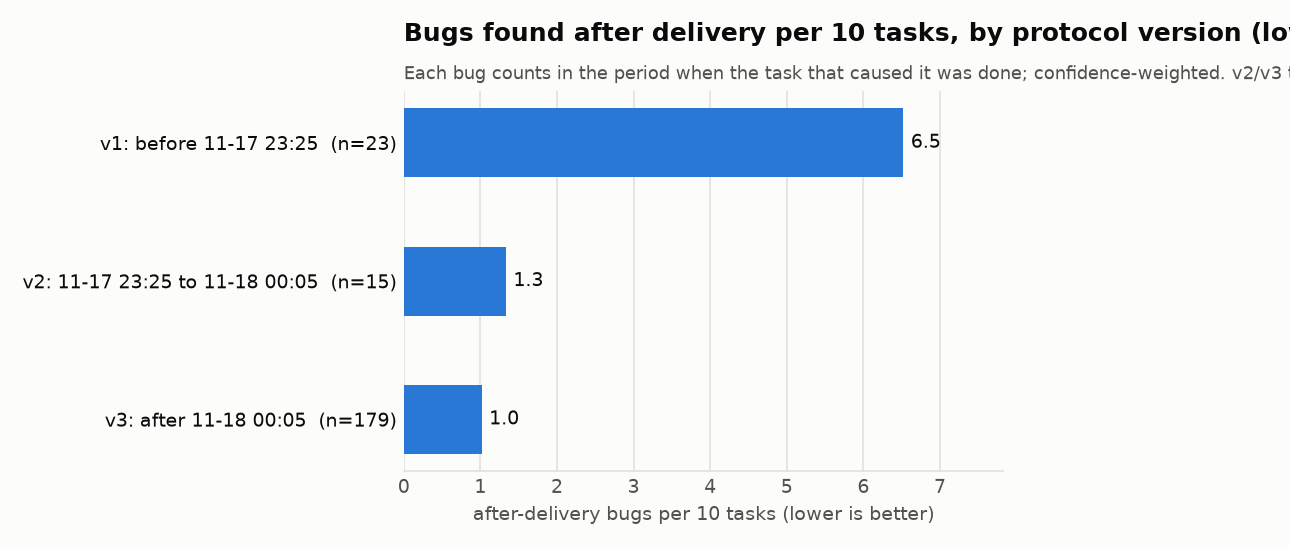 Bugs found after delivery per 10 tasks, by protocol version
Each bug counts in the period when the task that caused it was done; confidence-weighted. v2/v3
v1: before 11-17 23:25 (n=23)
6.5
v2: 11-17 23:25 to 11-18 00:05 (n=15)
1.3
v3: after 11-18 00:05 (n=179)
1.0
0 1 2 3 4 5 6 7
after-delivery bugs per 10 tasks (lower is better)